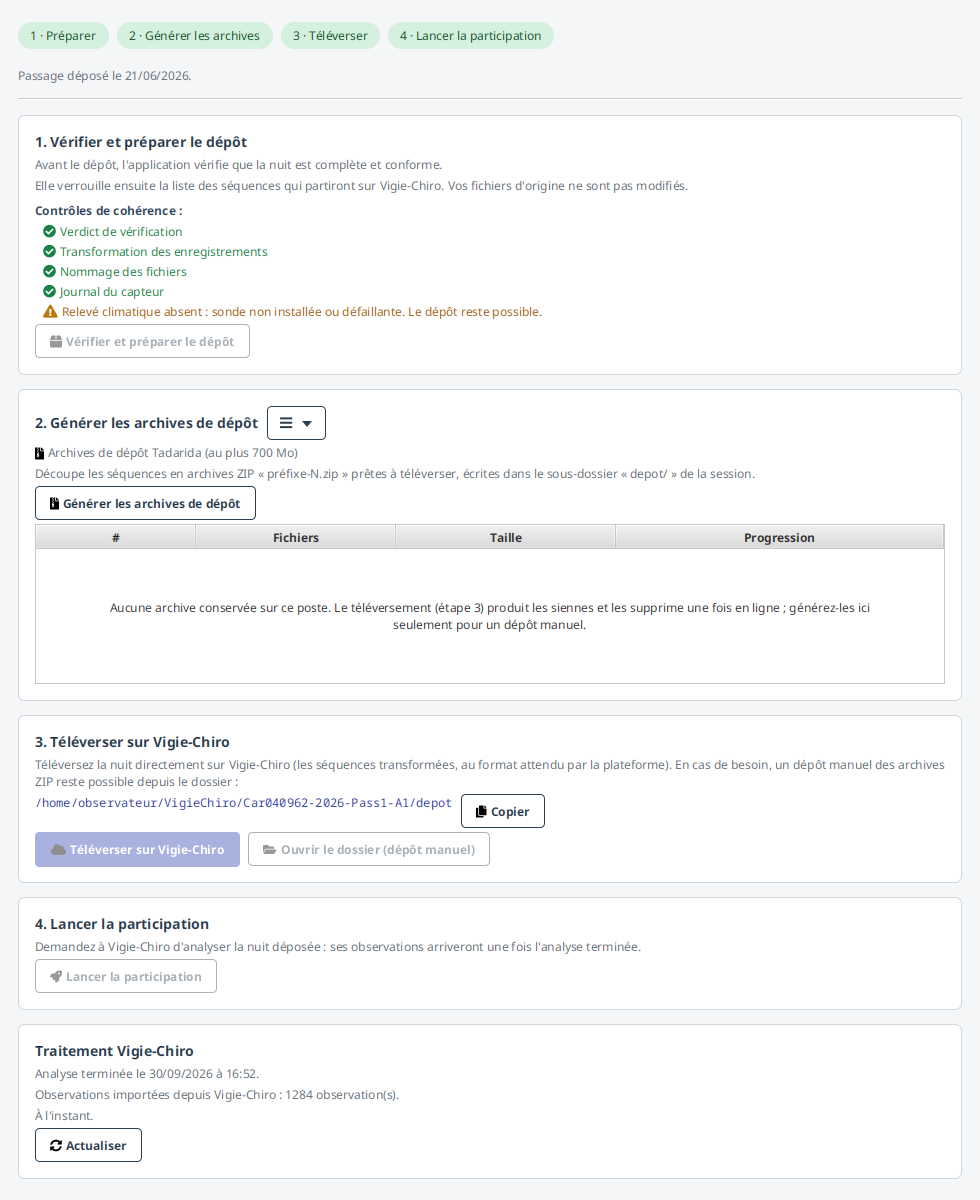 1 · Préparer
2 · Générer les archives
3 · Téléverser
4 · Lancer la participation
Passage déposé le 21/06/2026.
1. Vérifier et préparer le dépôt
Avant le dépôt, l'application vérifie que la nuit est complète et conforme.
Elle verrouille ensuite la liste des séquences qui partiront sur Vigie-Chiro. Vos fichiers d'origine ne sont pas modifiés.
Contrôles de cohérence :
Verdict de vérification
Transformation des enregistrements
Nommage des fichiers
Journal du capteur
Relevé climatique absent : sonde non installée ou défaillante. Le dépôt reste possible.
Vérifier et préparer le dépôt
2. Générer les archives de dépôt
Archives de dépôt Tadarida (au plus 700 Mo)
Découpe les séquences en archives ZIP « préfixe-N.zip » prêtes à téléverser, écrites dans le sous-dossier « depot/ » de la session.
Générer les archives de dépôt
# Fichiers Taille Progression
Aucune archive conservée sur ce poste. Le téléversement (étape 3) produit les siennes et les supprime une fois en ligne ; générez-les ici
seulement pour un dépôt manuel.
3. Téléverser sur Vigie-Chiro
Téléversez la nuit directement sur Vigie-Chiro (les séquences transformées, au format attendu par la plateforme). En cas de besoin, un dépôt manuel des archives
ZIP reste possible depuis le dossier :
/home/observateur/VigieChiro/Car040962-2026-Pass1-A1/depot
Copier
Téléverser sur Vigie-Chiro
Ouvrir le dossier (dépôt manuel)
4. Lancer la participation
Demandez à Vigie-Chiro d'analyser la nuit déposée : ses observations arriveront une fois l'analyse terminée.
Lancer la participation
Traitement Vigie-Chiro
Analyse terminée le 30/09/2026 à 16:52.
Observations importées depuis Vigie-Chiro : 1284 observation(s).
À l'instant.
Actualiser